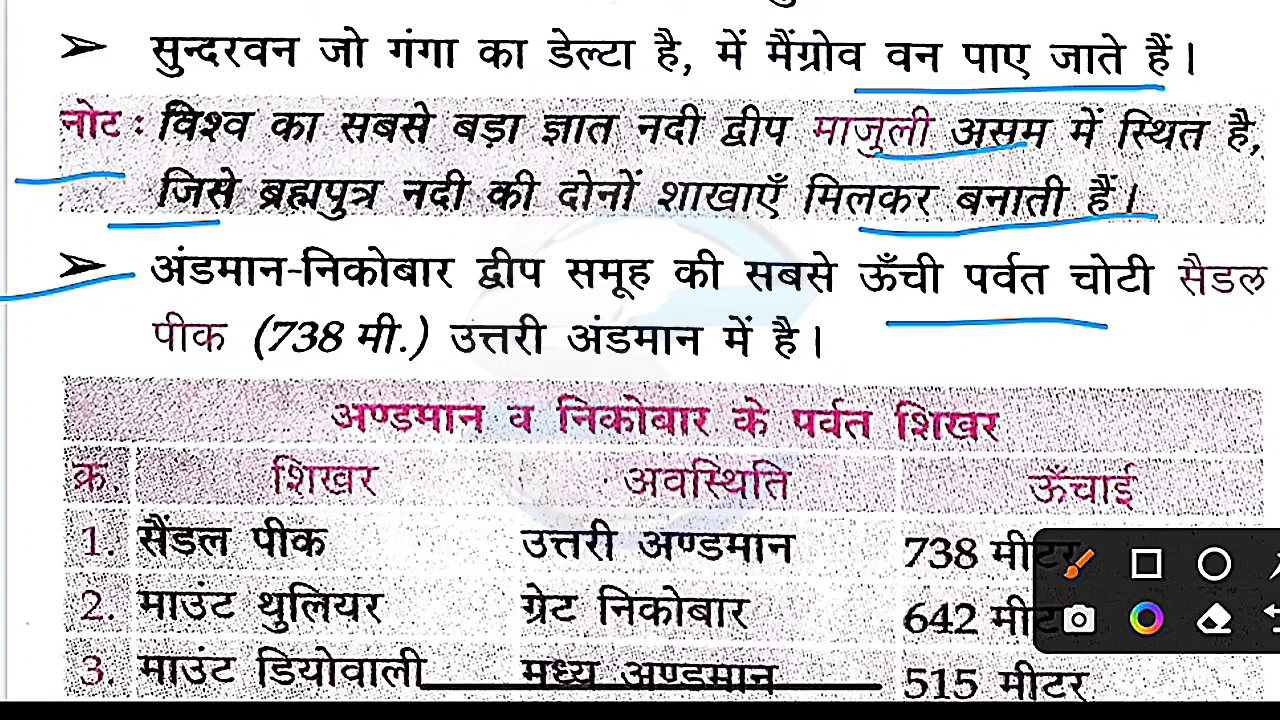 ➢ सुन्दरवन जो गंगा का डेल्टा है, में मैंग्रोव वन पाए जाते हैं।
नोट : विश्व का सबसे बड़ा ज्ञात नदी द्वीप माजुली असम में स्थित है,
जिसे ब्रह्मपुत्र नदी की दोनों शाखाएँ मिलकर बनाती हैं।
➢ अंडमान-निकोबार द्वीप समूह की सबसे ऊँची पर्वत चोटी सैडल
पीक (738 मी.) उत्तरी अंडमान में है।
अण्डमान व निकोबार के पर्वत शिखर
क्र. शिखर अवस्थिति ऊँचाई
1. सैंडल पीक उत्तरी अण्डमान 738 मीटर
2. माउंट थुलियर ग्रेट निकोबार 642 मीटर
3. माउंट डियोवाली मध्य अण्डमान 515 मीटर